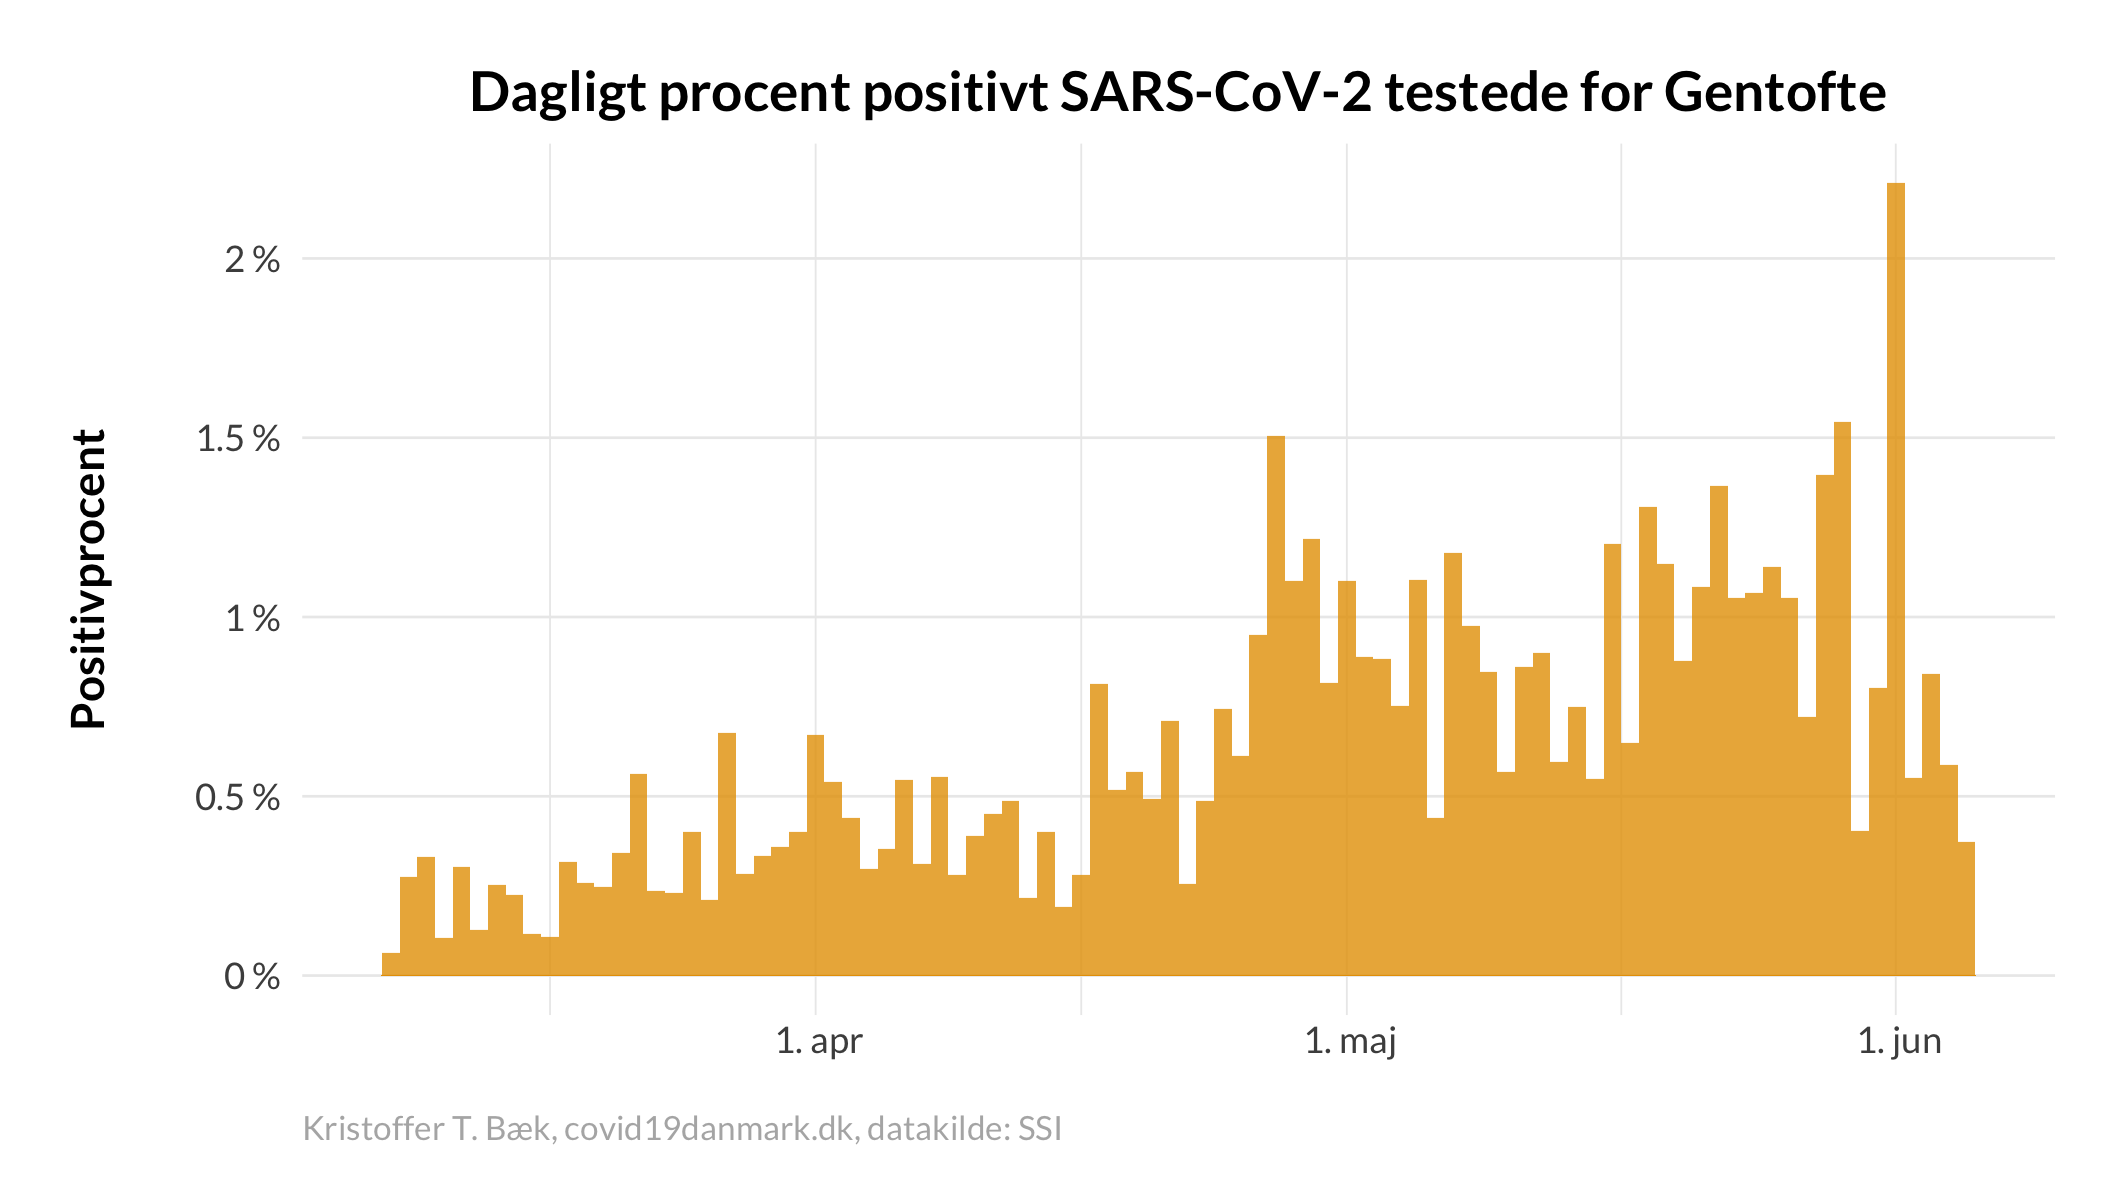 Dagligt procent positivt SARS-CoV-2 testede for Gentofte
Positivprocent
2 %
1.5 %
1 %
0.5 %
0 %
1. apr
1. maj
1. jun
Kristoffer T. Bæk, covid19danmark.dk, datakilde: SSI